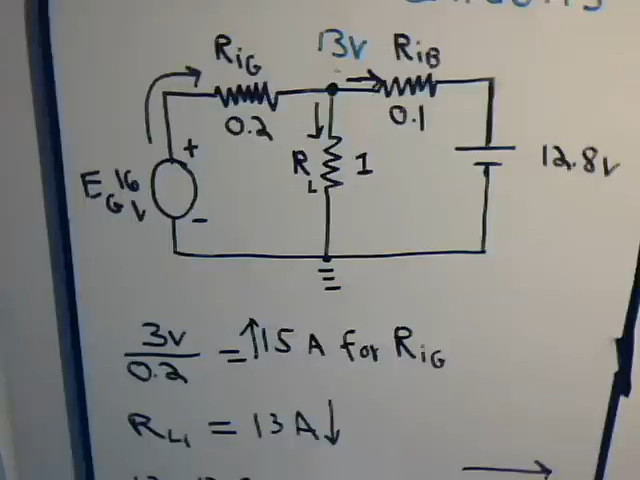 13V
RiG
RiB
0.2
0.1
+
RL 1
12.8V
EG 16 V
-
3V/0.2 = ↑15 A for RiG
RL1 = 13A↓